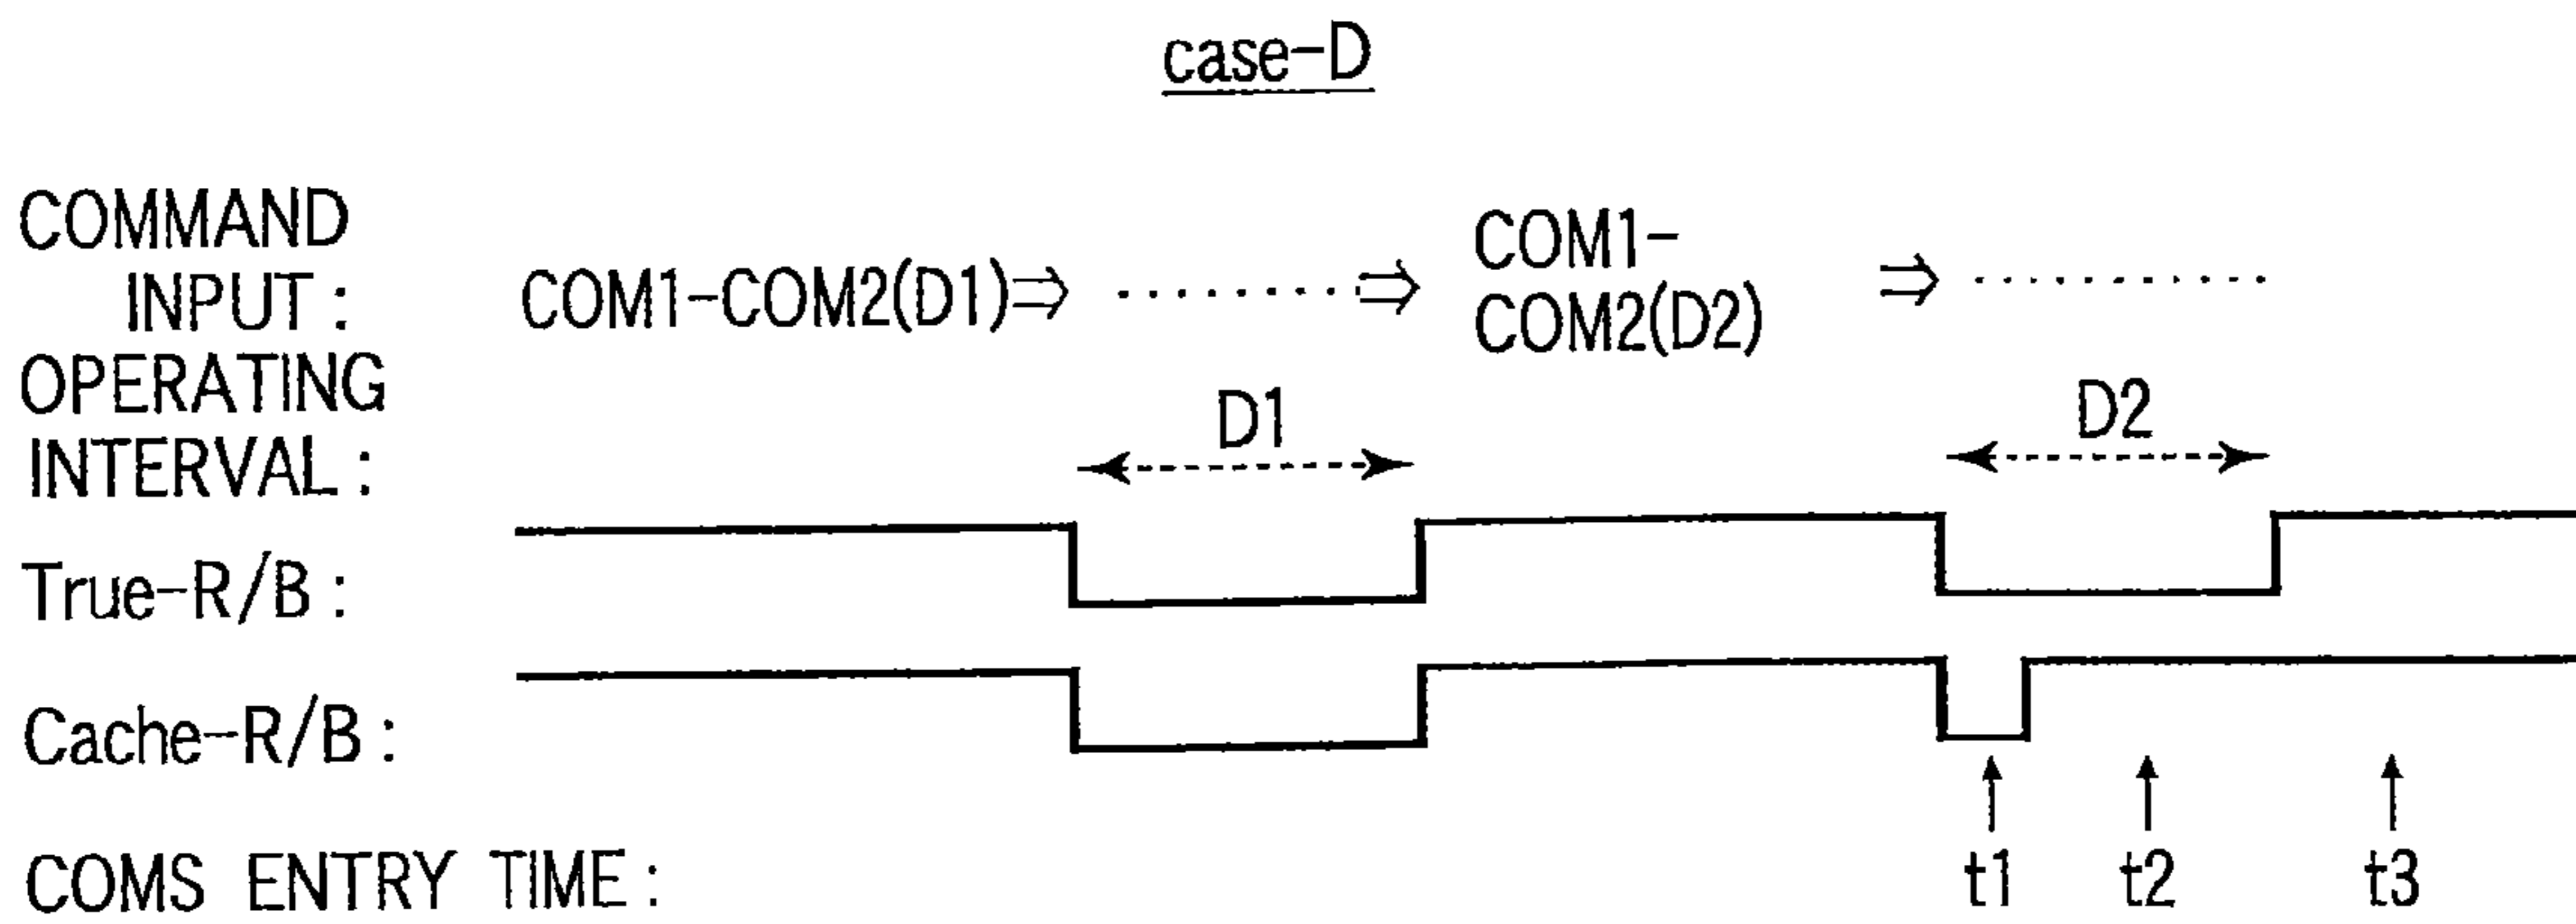 case-D
COMMAND
INPUT :
COM1-COM2(D1)⇒ ········⇒ COM1-
COM2(D2) ⇒ ··········
OPERATING
INTERVAL :
D1 D2
True-R/B :
Cache-R/B :
COMS ENTRY TIME : t1 t2 t3